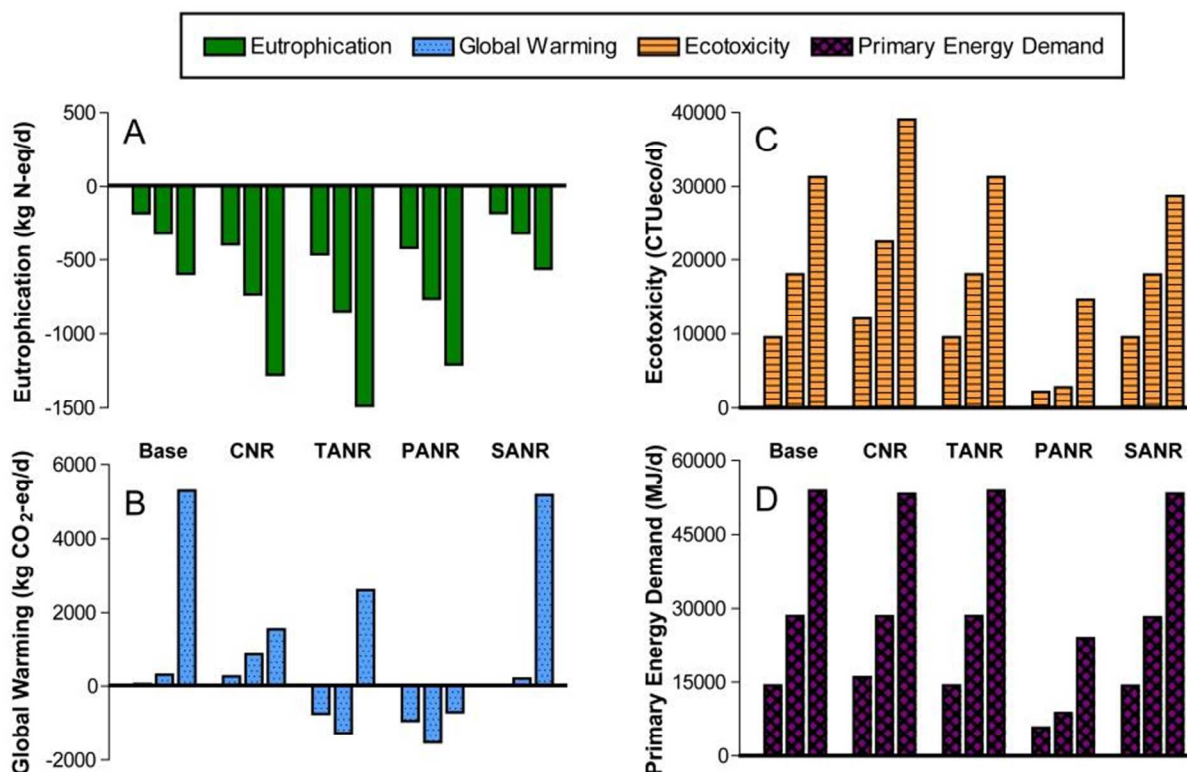 Eutrophication Global Warming Ecotoxicity Primary Energy Demand
A
Eutrophication (kg N-eq/d)
500
0
-500
-1000
-1500
C
Ecotoxicity (CTUeco/d)
40000
30000
20000
10000
0
Base CNR TANR PANR SANR
Base CNR TANR PANR SANR
B
Global Warming (kg CO₂-eq/d)
6000
4000
2000
0
-2000
D
Primary Energy Demand (MJ/d)
60000
45000
30000
15000
0